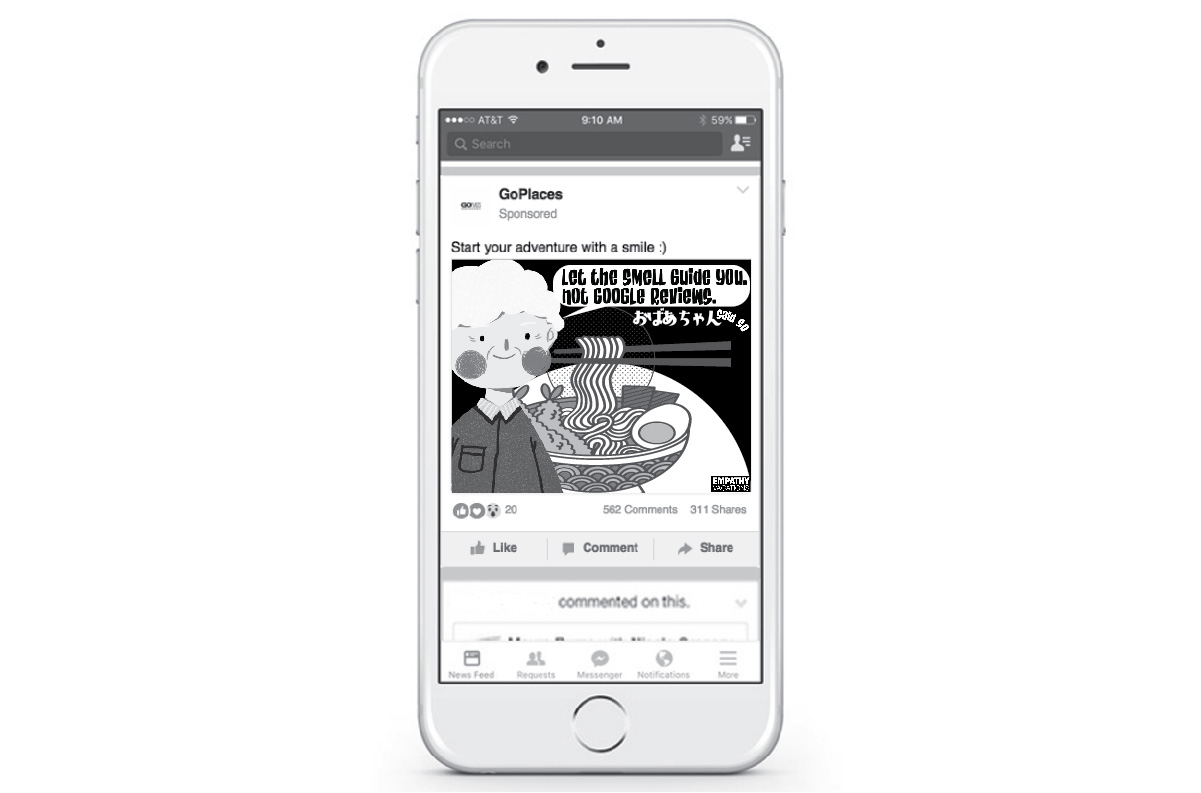 AT&T 9:10 AM 59%
Search
GoPlaces
Sponsored
Start your adventure with a smile :)
Let the SMELL Guide you.
not GOOGLE Reviews.
おばあちゃん said so
EMPATHY
VACATIONS
20 562 Comments 311 Shares
Like Comment Share
commented on this.
News Feed Requests Messenger Notifications More